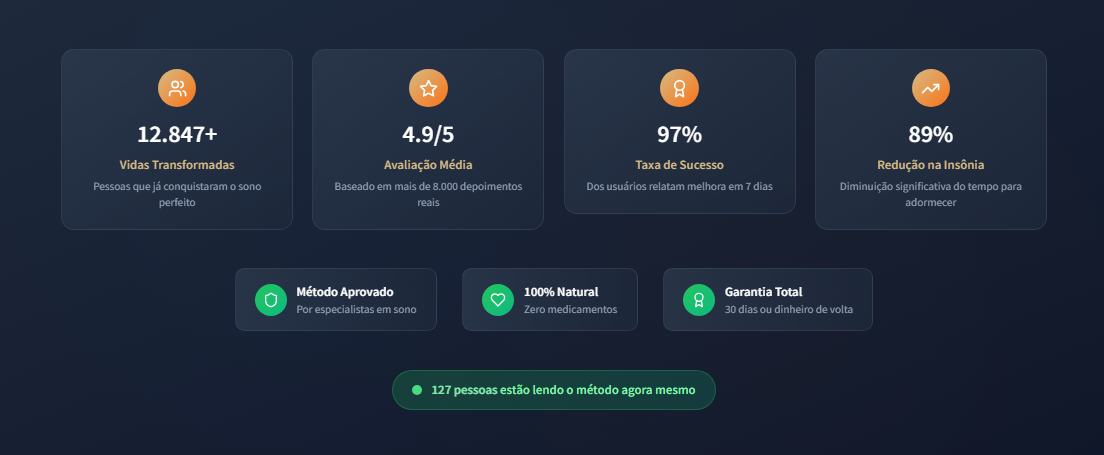 12.847+
Vidas Transformadas
Pessoas que já conquistaram o sono
perfeito
4.9/5
Avaliação Média
Baseado em mais de 8.000 depoimentos
reais
97%
Taxa de Sucesso
Dos usuários relatam melhora em 7 dias
89%
Redução na Insônia
Diminuição significativa do tempo para
adormecer
Método Aprovado
Por especialistas em sono
100% Natural
Zero medicamentos
Garantia Total
30 dias ou dinheiro de volta
127 pessoas estão lendo o método agora mesmo